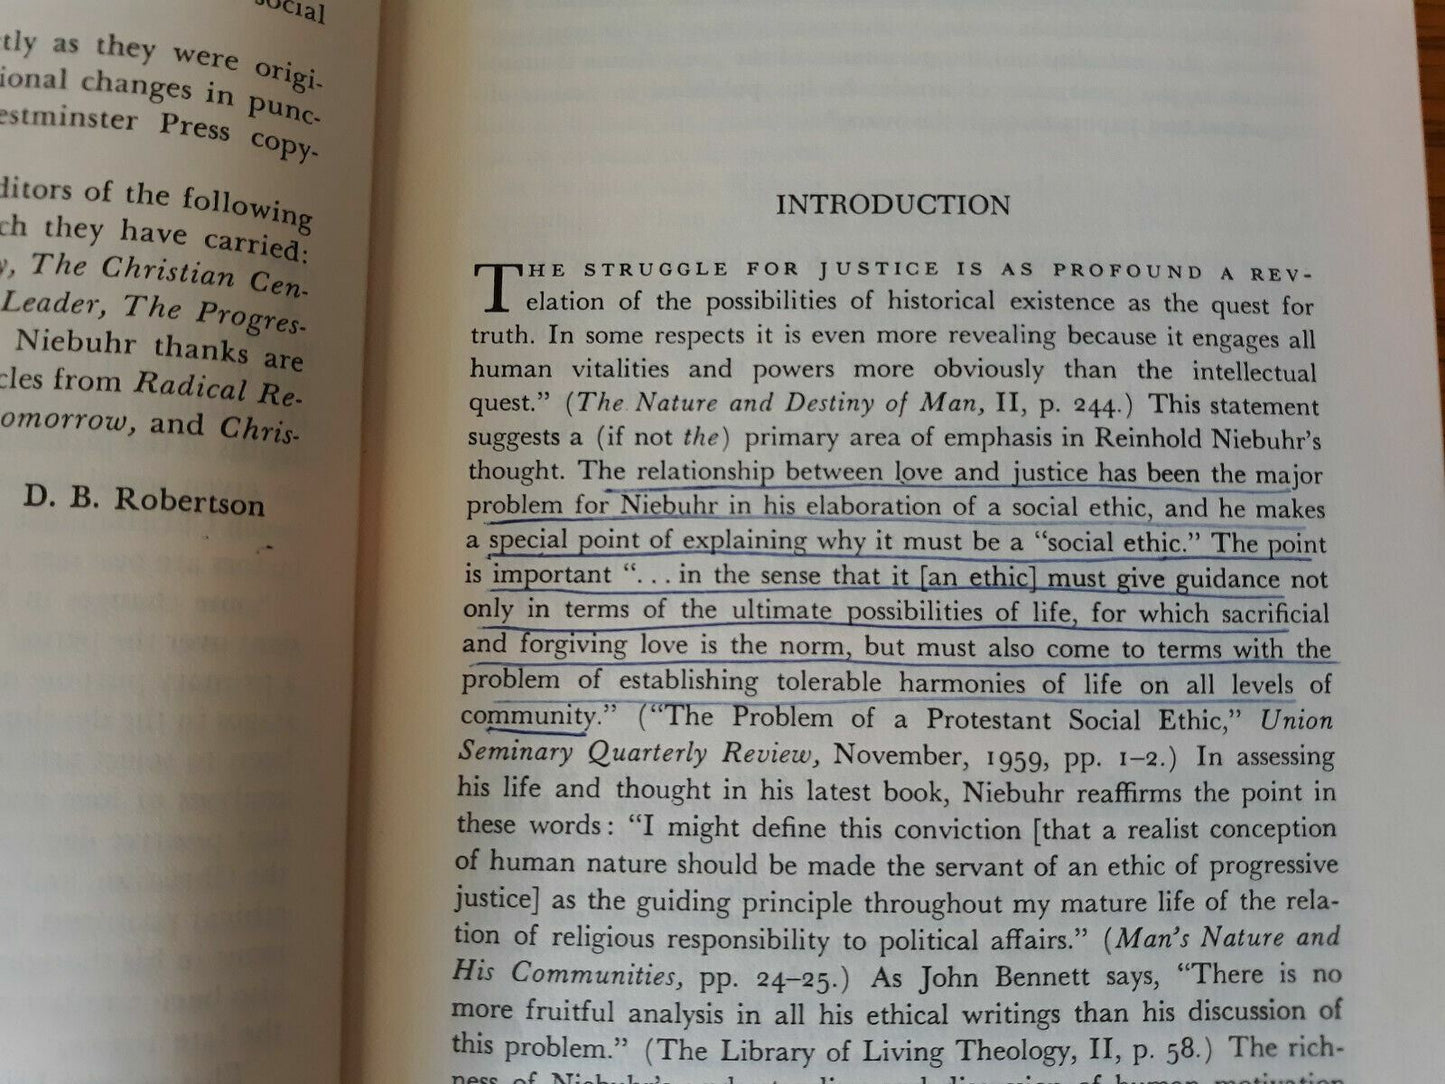 social
tly as they were origi-
ional changes in punc-
estminster Press copy-
ditors of the following
ch they have carried:
y, The Christian Cen-
Leader, The Progres-
Niebuhr thanks are
cles from Radical Re-
omorrow, and Chris-
D. B. Robertson
INTRODUCTION
THE STRUGGLE FOR JUSTICE IS AS PROFOUND A REV-
elation of the possibilities of historical existence as the quest for
truth. In some respects it is even more revealing because it engages all
human vitalities and powers more obviously than the intellectual
quest.” (The Nature and Destiny of Man, II, p. 244.) This statement
suggests a (if not the) primary area of emphasis in Reinhold Niebuhr’s
thought. The relationship between love and justice has been the major
problem for Niebuhr in his elaboration of a social ethic, and he makes
a special point of explaining why it must be a “social ethic.” The point
is important “. . . in the sense that it [an ethic] must give guidance not
only in terms of the ultimate possibilities of life, for which sacrificial
and forgiving love is the norm, but must also come to terms with the
problem of establishing tolerable harmonies of life on all levels of
community.” (“The Problem of a Protestant Social Ethic,” Union
Seminary Quarterly Review, November, 1959, pp. 1–2.) In assessing
his life and thought in his latest book, Niebuhr reaffirms the point in
these words: “I might define this conviction [that a realist conception
of human nature should be made the servant of an ethic of progressive
justice] as the guiding principle throughout my mature life of the rela-
tion of religious responsibility to political affairs.” (Man’s Nature and
His Communities, pp. 24–25.) As John Bennett says, “There is no
more fruitful analysis in all his ethical writings than his discussion of
this problem.” (The Library of Living Theology, II, p. 58.) The rich-
ness of Niebuhr’s discussion of human motivation